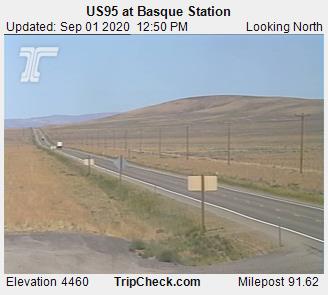 US95 at Basque Station
Updated: Sep 01 2020 12:50 PM Looking North
Elevation 4460 TripCheck.com Milepost 91.62